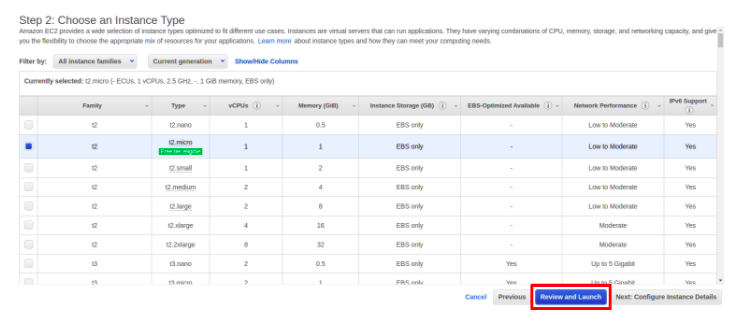 Step 2: Choose an Instance Type
Amazon EC2 provides a wide selection of instance types optimized to fit different use cases. Instances are virtual servers that can run applications. They have varying combinations of CPU, memory, storage, and networking capacity, and give
you the flexibility to choose the appropriate mix of resources for your applications. Learn more about instance types and how they can meet your computing needs.
Filter by: All instance families Current generation Show/Hide Columns
Currently selected: t2.micro (- ECUs, 1 vCPUs, 2.5 GHz, -, 1 GiB memory, EBS only)
Family Type vCPUs Memory (GiB) Instance Storage (GB) EBS-Optimized Available Network Performance IPv6 Support
t2 t2.nano 1 0.5 EBS only - Low to Moderate Yes
t2 t2.micro 1 1 EBS only - Low to Moderate Yes
Free tier eligible
t2 t2.small 1 2 EBS only - Low to Moderate Yes
t2 t2.medium 2 4 EBS only - Low to Moderate Yes
t2 t2.large 2 8 EBS only - Low to Moderate Yes
t2 t2.xlarge 4 16 EBS only - Moderate Yes
t2 t2.2xlarge 8 32 EBS only - Moderate Yes
t3 t3.nano 2 0.5 EBS only Yes Up to 5 Gigabit Yes
t3 t3.micro 2 1 EBS only Yes Up to 5 Gigabit Yes
Cancel Previous Review and Launch Next: Configure Instance Details